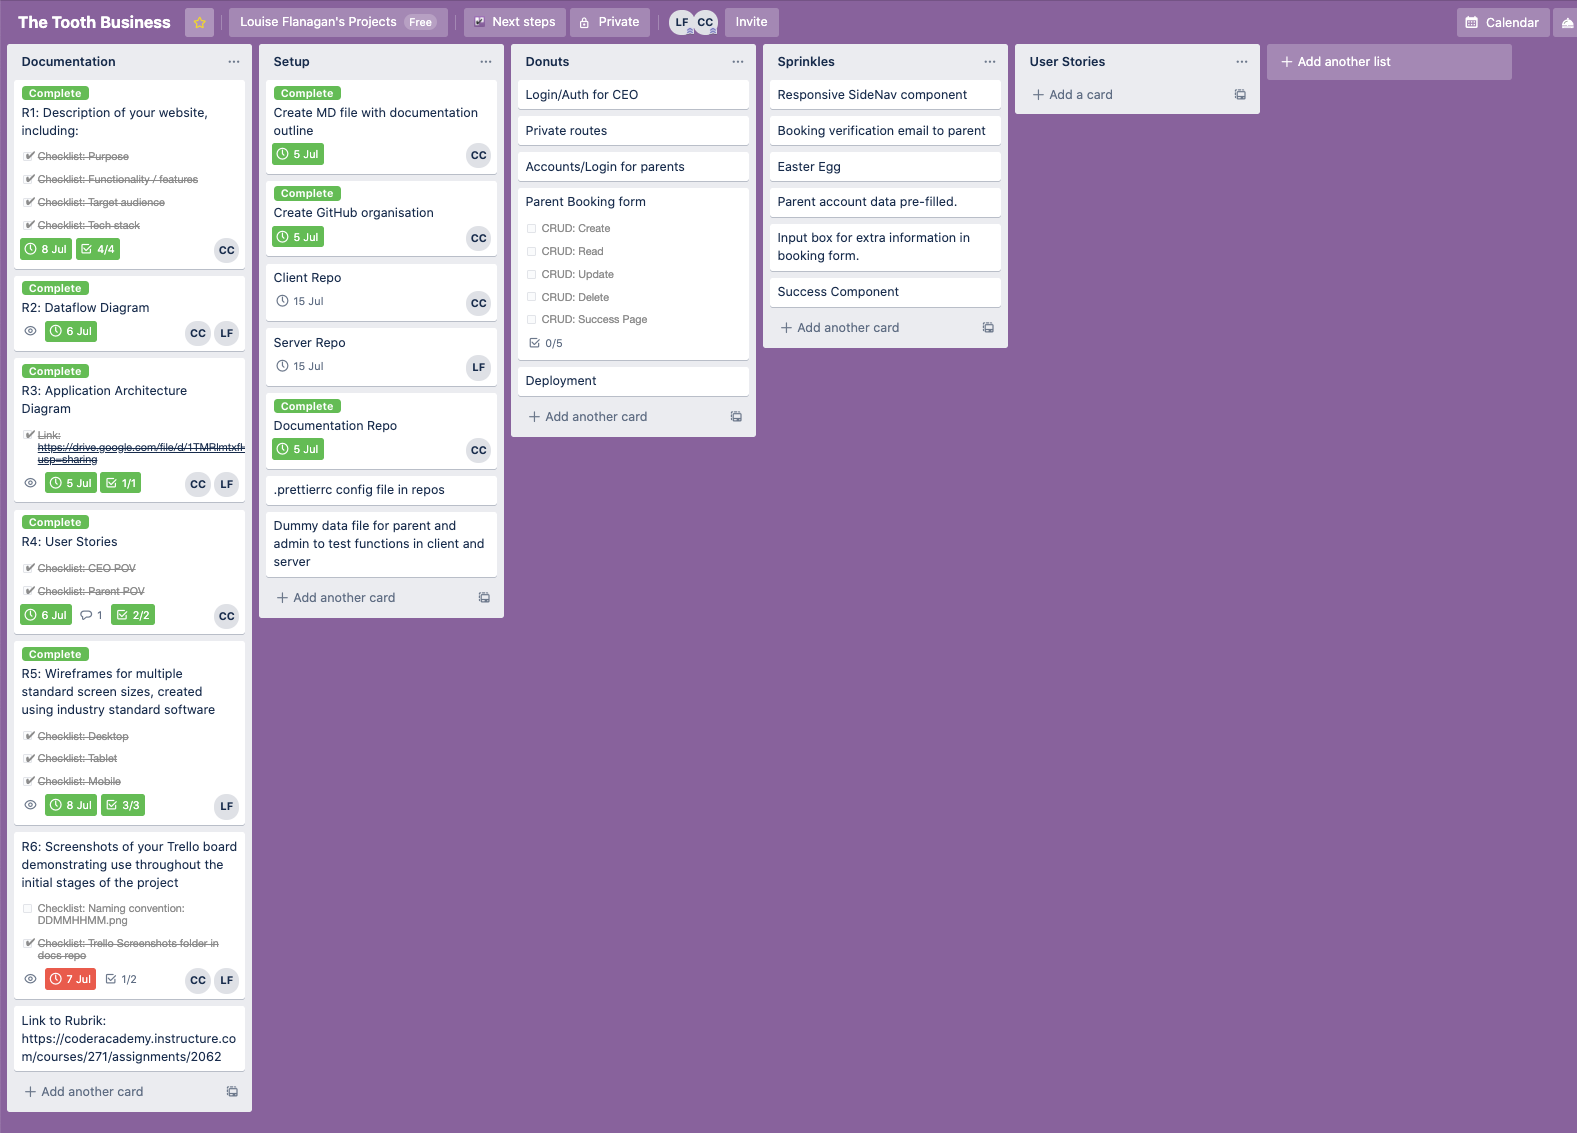 The Tooth Business
Louise Flanagan's Projects Free
Next steps
Private
LF CC
Invite
Calendar
Documentation
Complete
R1: Description of your website,
including:
Checklist: Purpose
Checklist: Functionality / features
Checklist: Target audience
Checklist: Tech stack
8 Jul 4/4 CC
Complete
R2: Dataflow Diagram
6 Jul CC LF
Complete
R3: Application Architecture
Diagram
Link:
https://drive.google.com/file/d/1TMRImtxfH
usp=sharing
5 Jul 1/1 CC LF
Complete
R4: User Stories
Checklist: CEO POV
Checklist: Parent POV
6 Jul 1 2/2 CC
Complete
R5: Wireframes for multiple
standard screen sizes, created
using industry standard software
Checklist: Desktop
Checklist: Tablet
Checklist: Mobile
8 Jul 3/3 LF
R6: Screenshots of your Trello board
demonstrating use throughout the
initial stages of the project
Checklist: Naming convention:
DDMMHHMM.png
Checklist: Trello Screenshots folder in
docs repo
7 Jul 1/2 CC LF
Link to Rubrik:
https://coderacademy.instructure.co
m/courses/271/assignments/2062
+ Add another card
Setup
Complete
Create MD file with documentation
outline
5 Jul CC
Complete
Create GitHub organisation
5 Jul CC
Client Repo
15 Jul CC
Server Repo
15 Jul LF
Complete
Documentation Repo
5 Jul CC
.prettierrc config file in repos
Dummy data file for parent and
admin to test functions in client and
server
+ Add another card
Donuts
Login/Auth for CEO
Private routes
Accounts/Login for parents
Parent Booking form
CRUD: Create
CRUD: Read
CRUD: Update
CRUD: Delete
CRUD: Success Page
0/5
Deployment
+ Add another card
Sprinkles
Responsive SideNav component
Booking verification email to parent
Easter Egg
Parent account data pre-filled.
Input box for extra information in
booking form.
Success Component
+ Add another card
User Stories
+ Add a card
+ Add another list